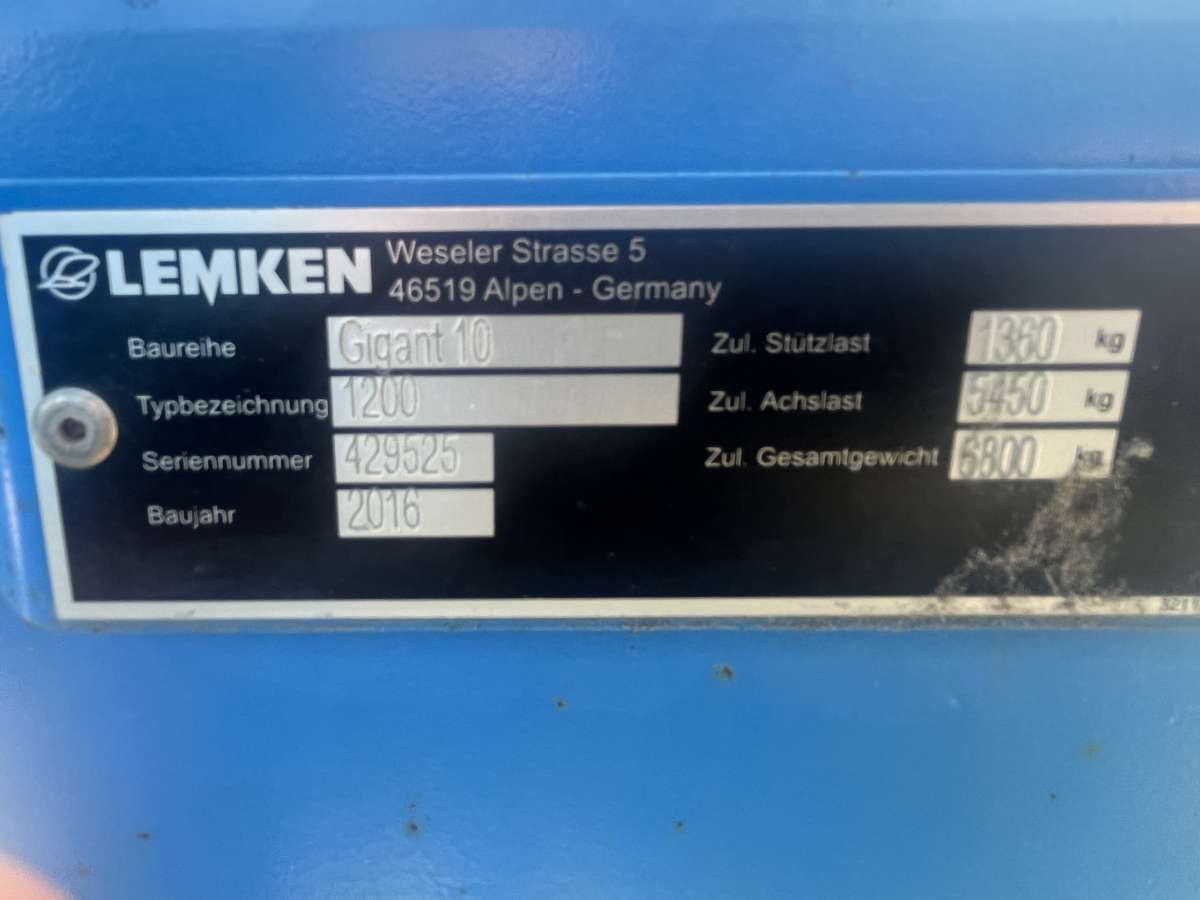 LEMKEN
Weseler Strasse 5
46519 Alpen - Germany
Baureihe Gigant 10
Typbezeichnung 1200
Seriennummer 429525
Baujahr 2016
Zul. Stützlast 1360 kg
Zul. Achslast 5450 kg
Zul. Gesamtgewicht 6800 kg